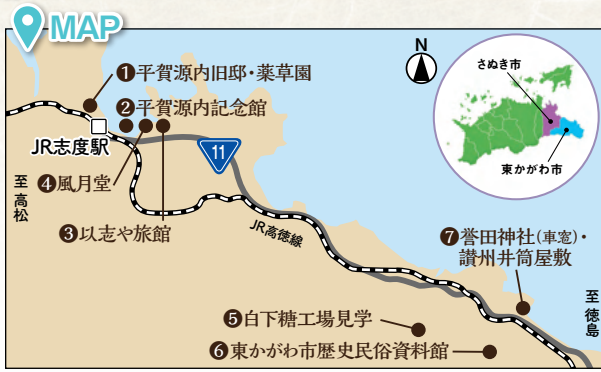 MAP
N
❶平賀源内旧邸・薬草園
❷平賀源内記念館
JR志度駅
11
❹風月堂
至高松
❸以志や旅館
JR高徳線
さぬき市
東かがわ市
❼誉田神社(車窓)・
讃州井筒屋敷
至徳島
❺白下糖工場見学
❻東かがわ市歴史民俗資料館